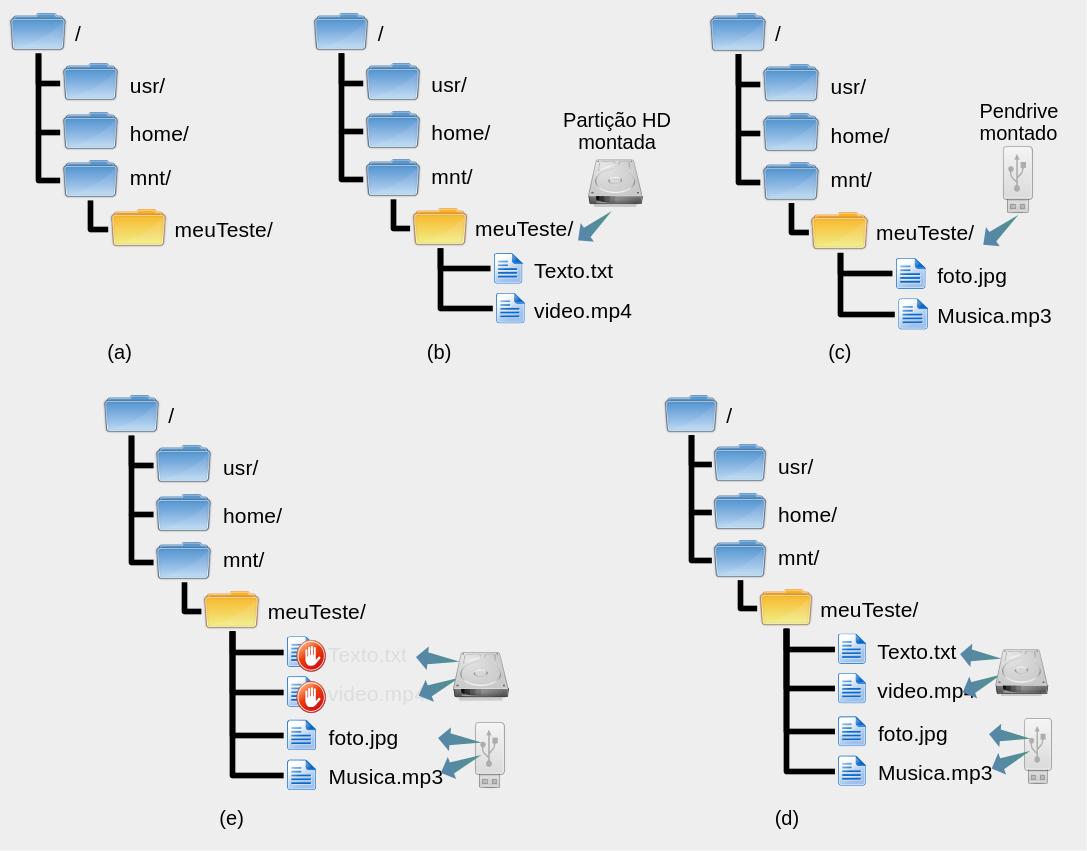 /
usr/
home/
mnt/
meuTeste/
(a)
/
usr/
home/
mnt/
meuTeste/
Partição HD
montada
Texto.txt
video.mp4
(b)
/
usr/
home/
mnt/
meuTeste/
Pendrive
montado
foto.jpg
Musica.mp3
(c)
/
usr/
home/
mnt/
meuTeste/
Texto.txt
video.mp4
foto.jpg
Musica.mp3
(e)
/
usr/
home/
mnt/
meuTeste/
Texto.txt
video.mp4
foto.jpg
Musica.mp3
(d)